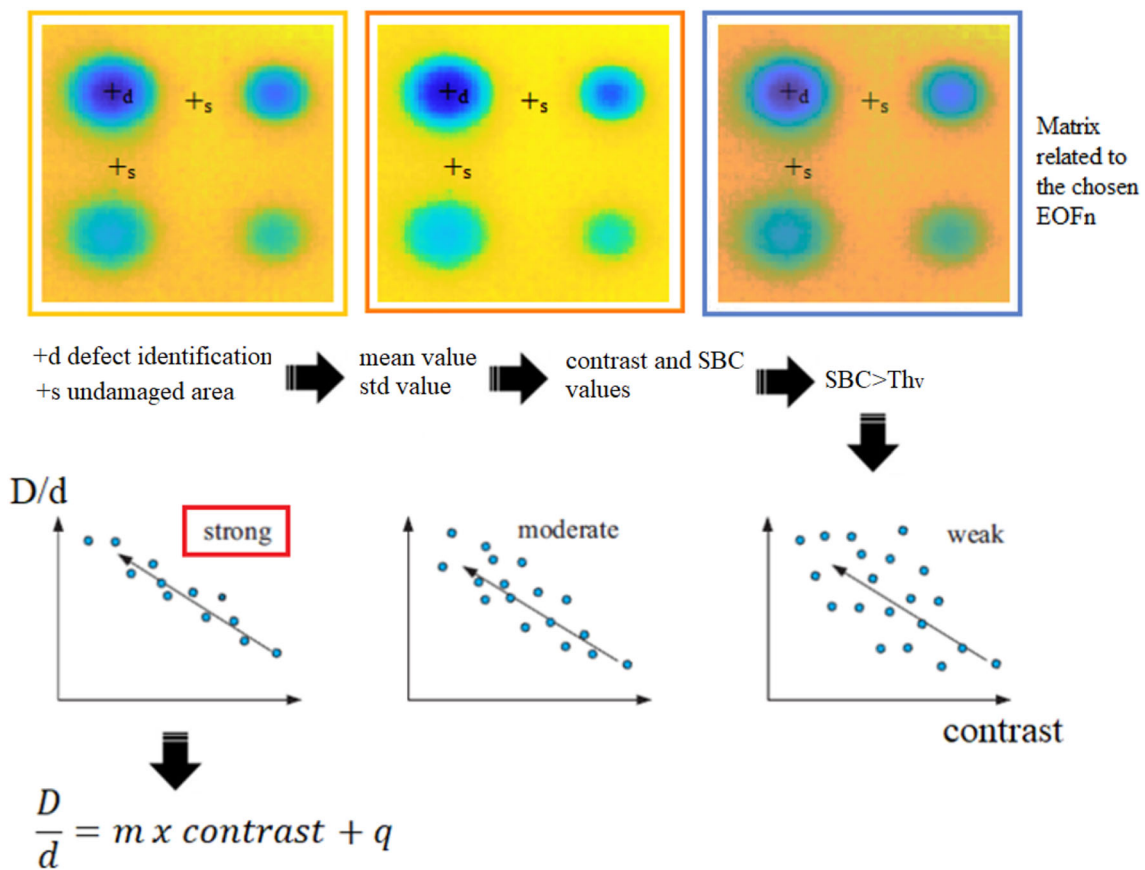 +d
+s
+s
+d
+s
+s
+d
+s
+s
Matrix
related to
the chosen
EOFn
+d defect identification
+s undamaged area
mean value
std value
contrast and SBC
values
SBC>Thv
D/d
strong
moderate
weak
contrast
D/d = m x contrast + q